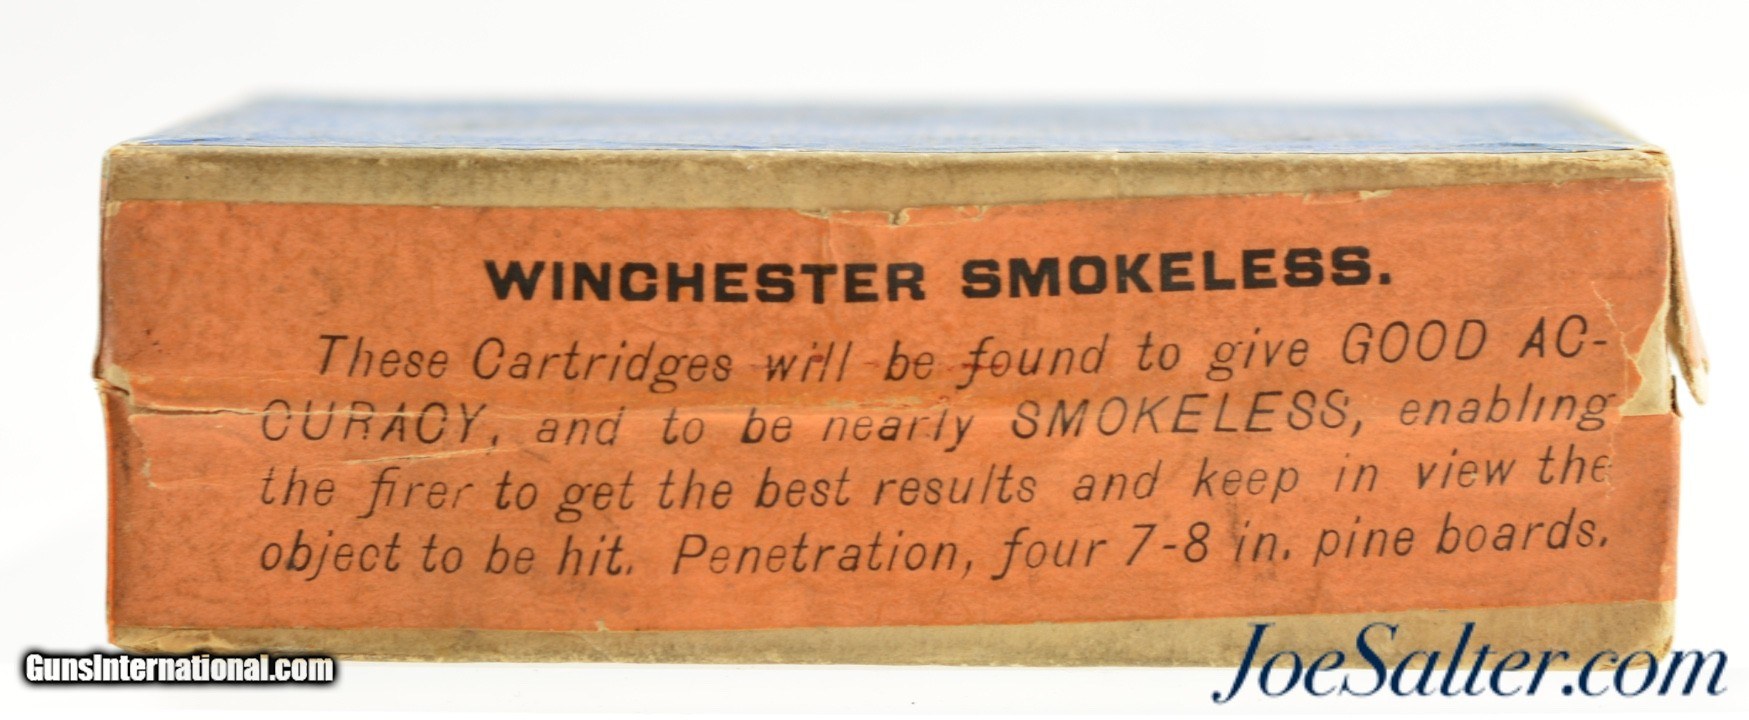 WINCHESTER SMOKELESS.
These Cartridges will be found to give GOOD AC-
CURACY, and to be nearly SMOKELESS, enabling
the firer to get the best results and keep in view the
object to be hit. Penetration, four 7-8 in. pine boards.
GunsInternational.com
JoeSalter.com